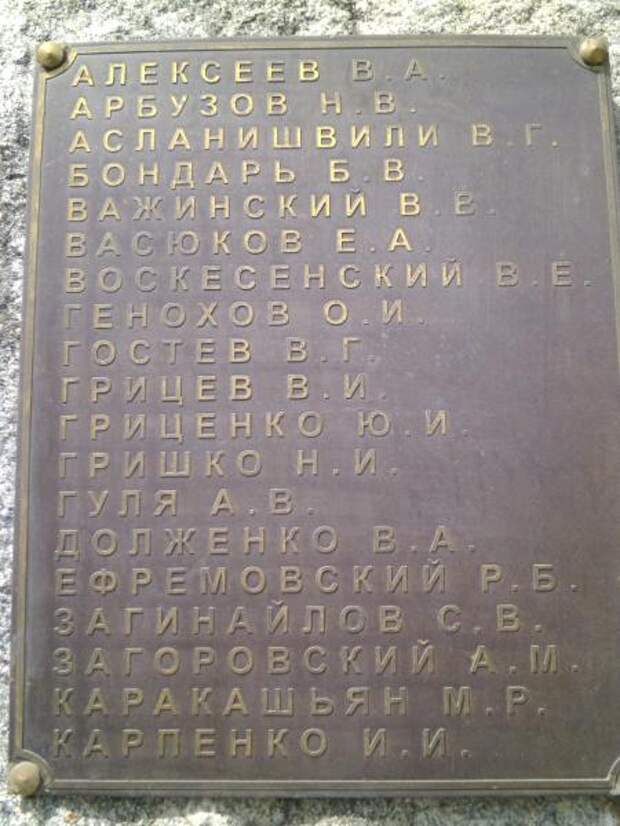 АЛЕКСЕЕВ В.А.
АРБУЗОВ Н.В.
АСЛАНИШВИЛИ В.Г.
БОНДАРЬ Б.В.
ВАЖИНСКИЙ В.В.
ВАСЮКОВ Е.А.
ВОСКЕСЕНСКИЙ В.Е.
ГЕНОХОВ О.И.
ГОСТЕВ В.Г.
ГРИЦЕВ В.И.
ГРИЦЕНКО Ю.И.
ГРИШКО Н.И.
ГУЛЯ А.В.
ДОЛЖЕНКО В.А.
ЕФРЕМОВСКИЙ Р.Б.
ЗАГИНАЙЛОВ С.В.
ЗАГОРОВСКИЙ А.М.
КАРАКАШЬЯН М.Р.
КАРПЕНКО И.И.